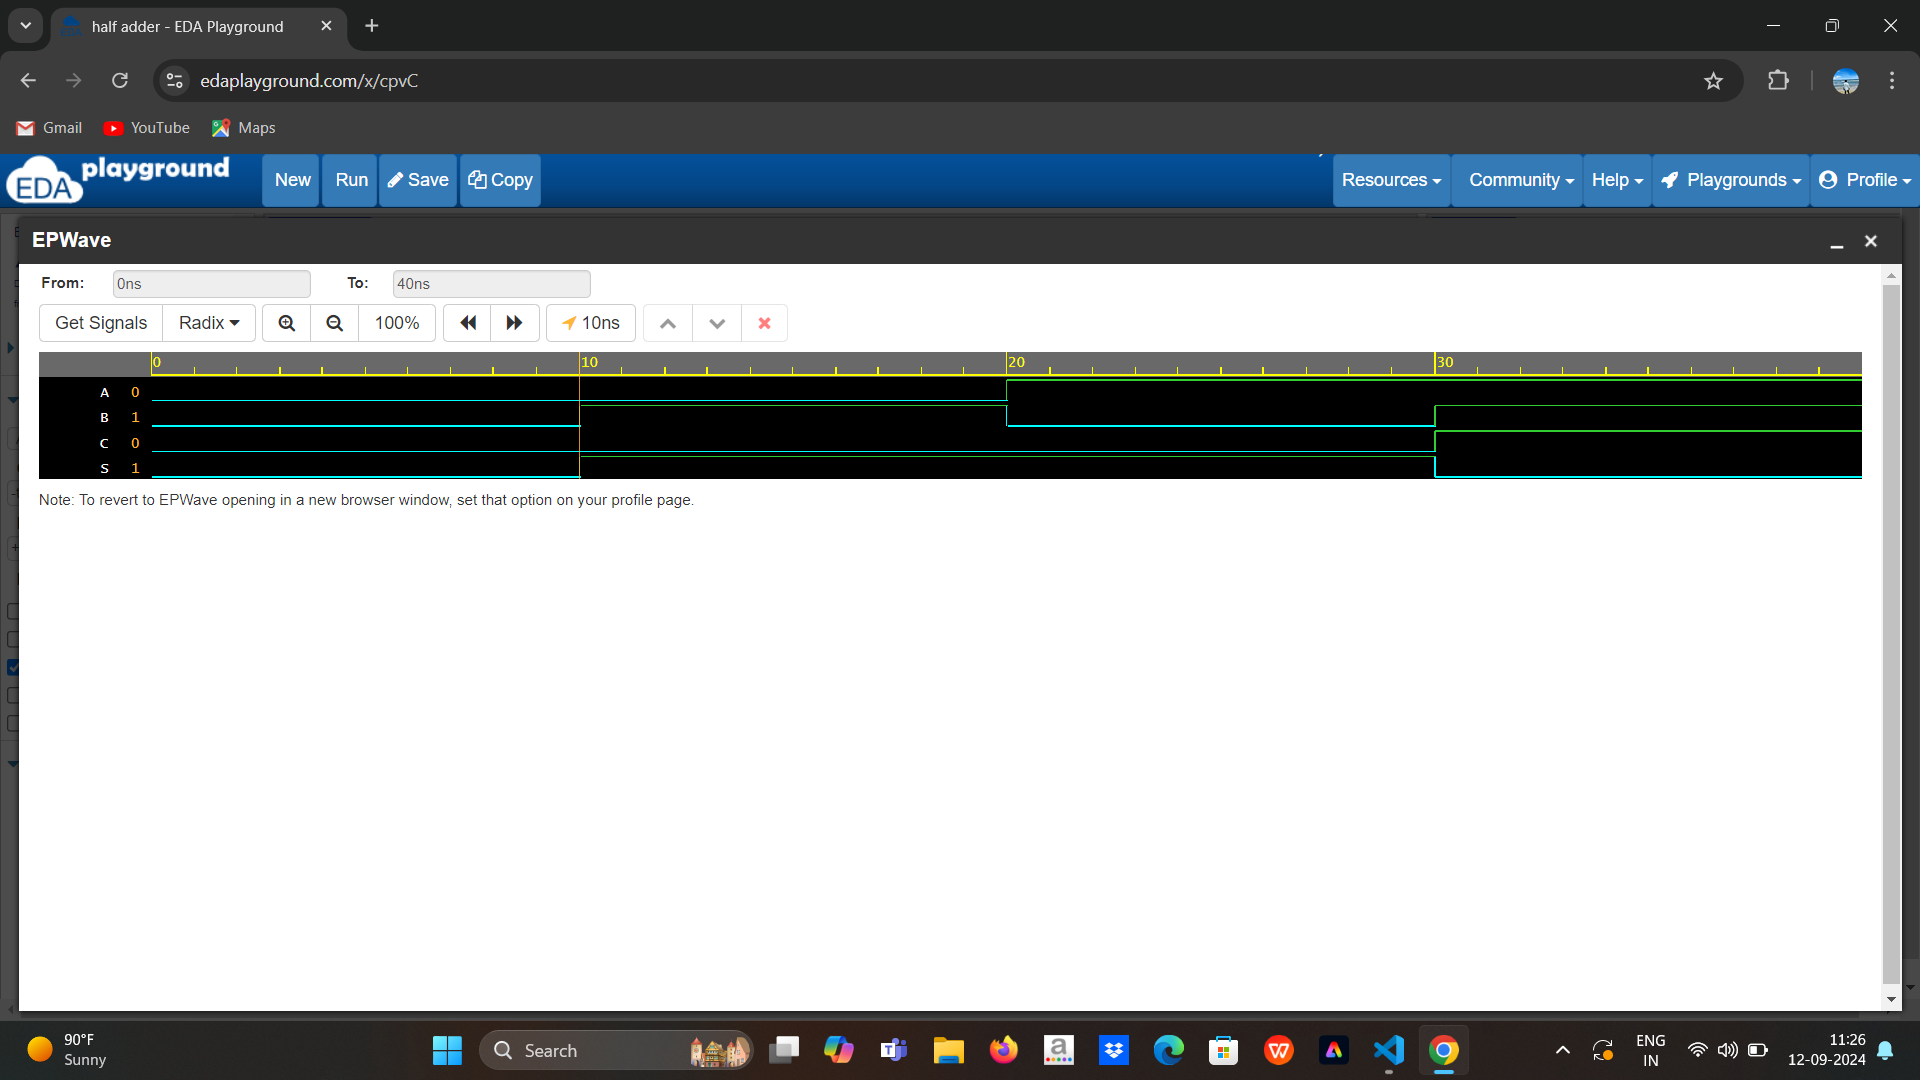 half adder - EDA Playground
edaplayground.com/x/cpvC
Gmail YouTube Maps
EDA playground New Run Save Copy Resources Community Help Playgrounds Profile
EPWave
From: 0ns To: 40ns
Get Signals Radix 100% 10ns
0 10 20 30
A 0
B 1
C 0
S 1
Note: To revert to EPWave opening in a new browser window, set that option on your profile page.
90°F
Sunny
Search
ENG
IN
11:26
12-09-2024